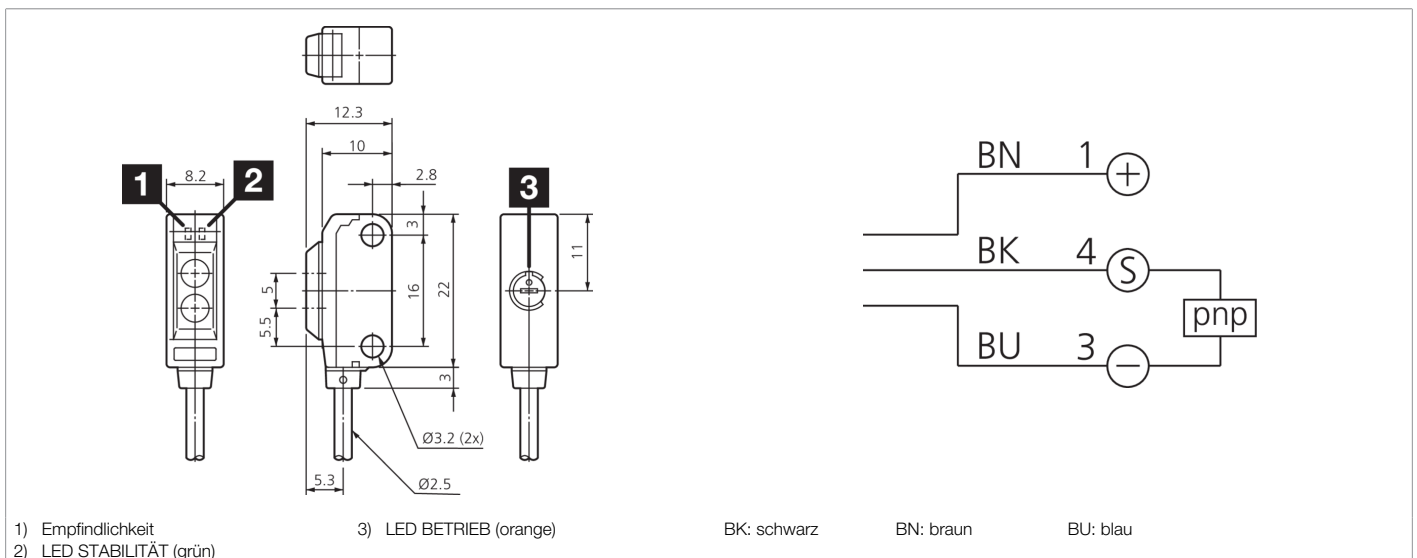 12.3
10
2.8
1
8.2
2
3
3
11
5
16
22
5.5
3
Ø3.2 (2x)
5.3
Ø2.5
BN 1
+
BK 4
S
pnp
BU 3
−
1) Empfindlichkeit
3) LED BETRIEB (orange)
BK: schwarz
BN: braun
BU: blau
2) LED STABILITÄT (grün)